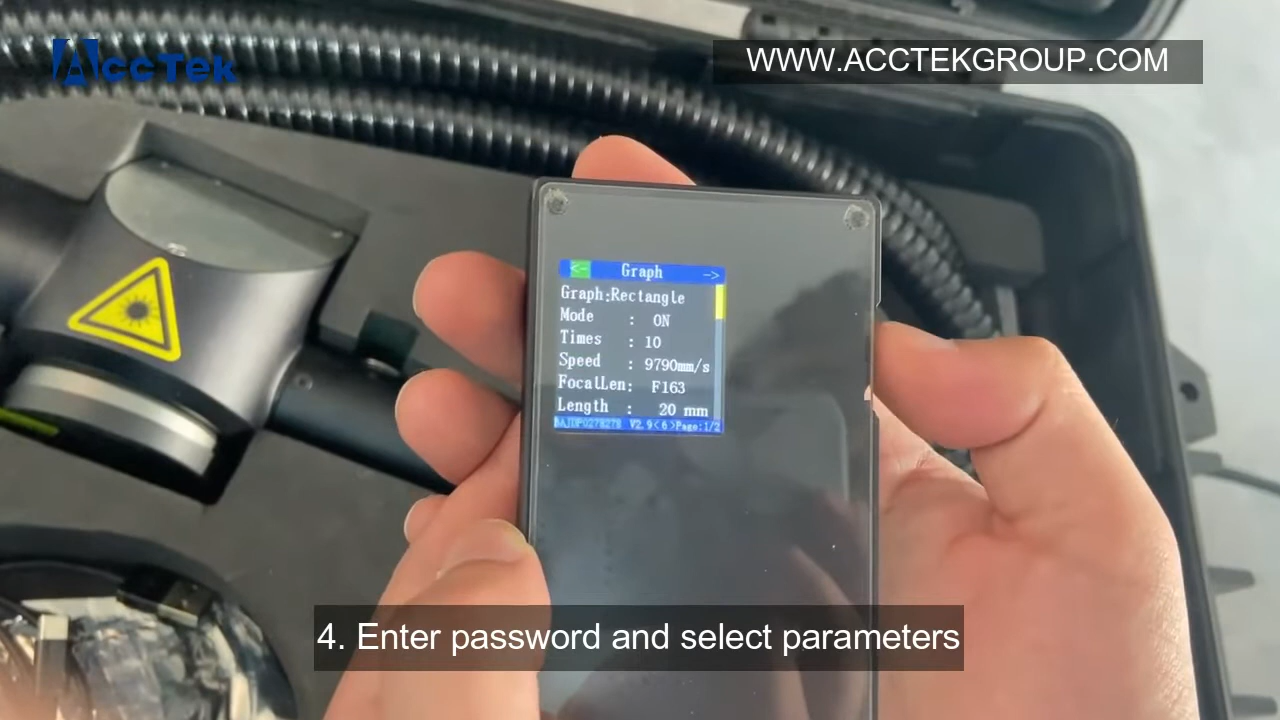 AccTek
WWW.ACCTEKGROUP.COM
<- Graph ->
Graph:Rectangle
Mode : ON
Times : 10
Speed : 9790mm/s
FocalLen: F163
Length : 20 mm
V2.9<6>Page:1/2
4. Enter password and select parameters